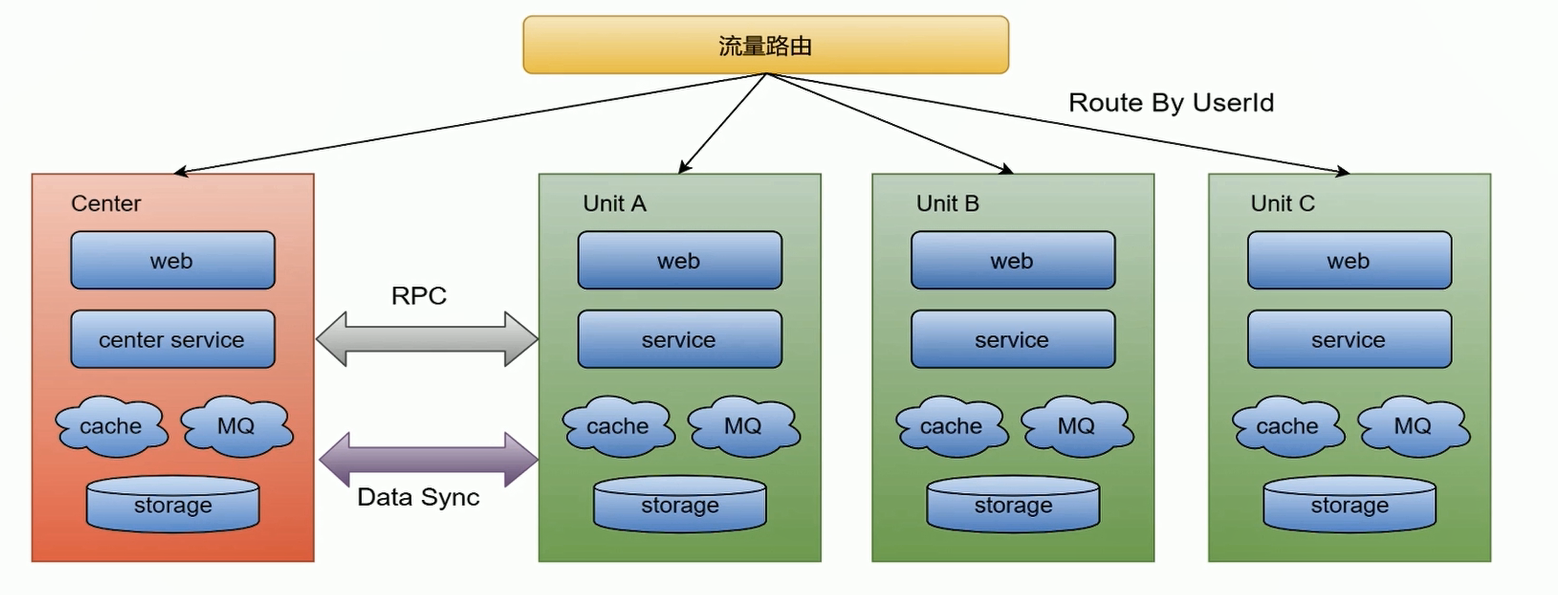 流量路由
Route By UserId
Center
web
center service
cache
MQ
storage
RPC
Data Sync
Unit A
web
service
cache
MQ
storage
Unit B
web
service
cache
MQ
storage
Unit C
web
service
cache
MQ
storage